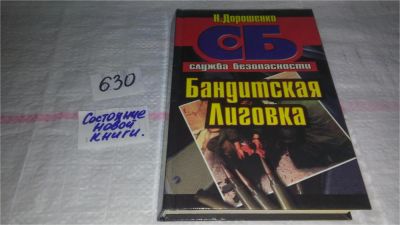 630
Состояние
новой
книги.
Н. Дорошенко
СБ
служба безопасности
Бандитская
Лиговка